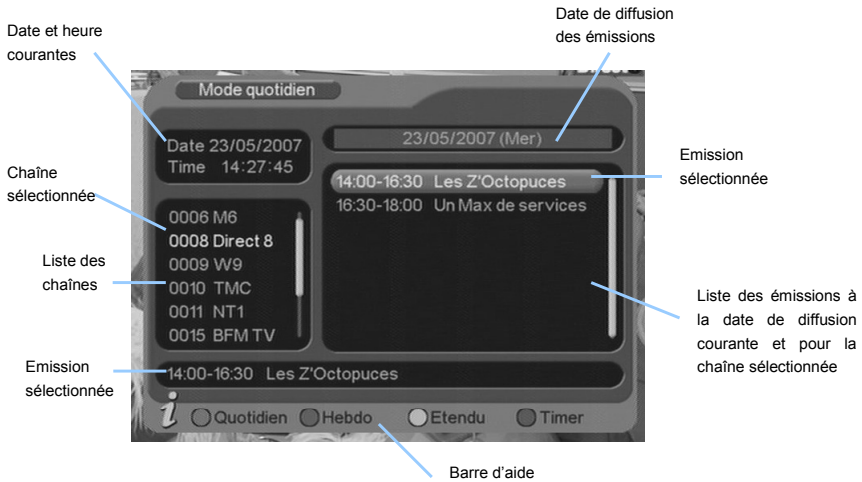 Date et heure
courantes
Date de diffusion
des émissions
Mode quotidien
Date 23/05/2007
Time 14:27:45
23/05/2007 (Mer)
Emission
sélectionnée
Chaîne
sélectionnée
14:00-16:30 Les Z'Octopuces
16:30-18:00 Un Max de services
0006 M6
0008 Direct 8
0009 W9
0010 TMC
0011 NT1
0015 BFM TV
Liste des
chaînes
Liste des émissions à
la date de diffusion
courante et pour la
chaîne sélectionnée
Emission
sélectionnée
14:00-16:30 Les Z'Octopuces
i Quotidien Hebdo Etendu Timer
Barre d'aide